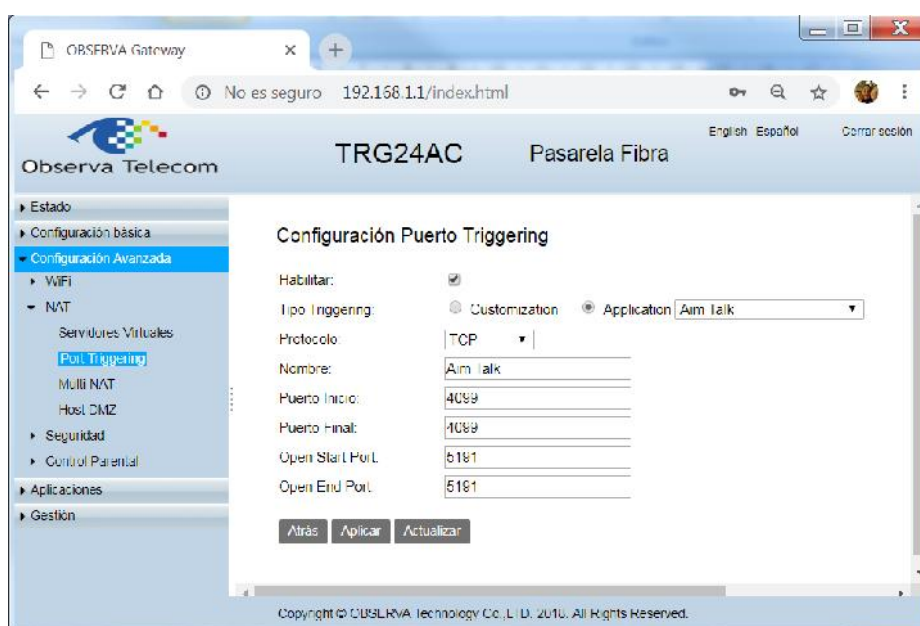 OBSERVA Gateway
No es seguro 192.168.1.1/index.html
Observa Telecom
TRG24AC Pasarela Fibra
English Español Cerrar sesión
Estado
Configuración básica
Configuración Avanzada
WiFi
NAT
Servidores Virtuales
Port Triggering
Multi NAT
Host DMZ
Seguridad
Control Parental
Aplicaciones
Gestión
Configuración Puerto Triggering
Habilitar:
Tipo Triggering: Customization Application Aim Talk
Protocolo: TCP
Nombre: Aim Talk
Puerto Inicio: 4099
Puerto Final: 4099
Open Start Port: 5191
Open End Port: 5191
Atrás Aplicar Actualizar
Copyright © OBSERVA Technology Co.,LTD. 2018. All Rights Reserved.